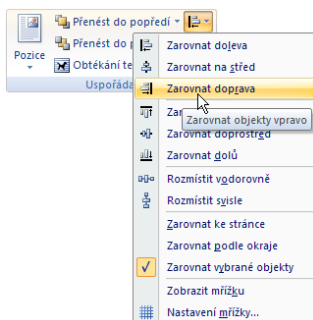 Přenést do popředí
Přenést do p
Obtékání te
Pozice
Uspořáda
Zarovnat doleva
Zarovnat na střed
Zarovnat doprava
Zar
Zarovnat objekty vpravo
Zarovnat doprostřed
Zarovnat dolů
Rozmístit vodorovně
Rozmístit svisle
Zarovnat ke stránce
Zarovnat podle okraje
Zarovnat vybrané objekty
Zobrazit mřížku
Nastavení mřížky...